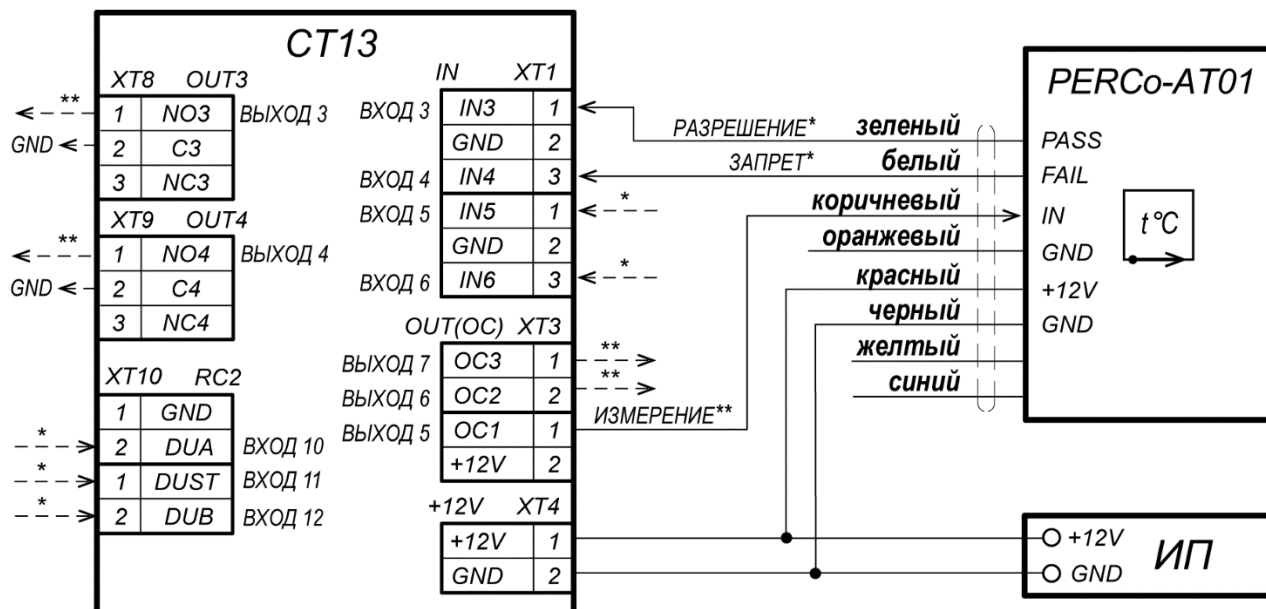 CT13
XT8 OUT3
** 1 NO3 ВЫХОД 3
GND 2 C3
3 NC3
XT9 OUT4
** 1 NO4 ВЫХОД 4
GND 2 C4
3 NC4
XT10 RC2
1 GND
* 2 DUA ВХОД 10
* 1 DUST ВХОД 11
* 2 DUB ВХОД 12
IN XT1
ВХОД 3 IN3 1
GND 2
ВХОД 4 IN4 3
ВХОД 5 IN5 1 *
GND 2
ВХОД 6 IN6 3 *
OUT(OC) XT3
ВЫХОД 7 OC3 1 **
ВЫХОД 6 OC2 2 **
ВЫХОД 5 OC1 1
+12V 2
+12V XT4
+12V 1
GND 2
РАЗРЕШЕНИЕ* зеленый
ЗАПРЕТ* белый
коричневый
оранжевый
красный
черный
желтый
синий
ИЗМЕРЕНИЕ**
PERCo-AT01
PASS
FAIL
IN
GND
+12V
GND
t°C
+12V
GND
ИП